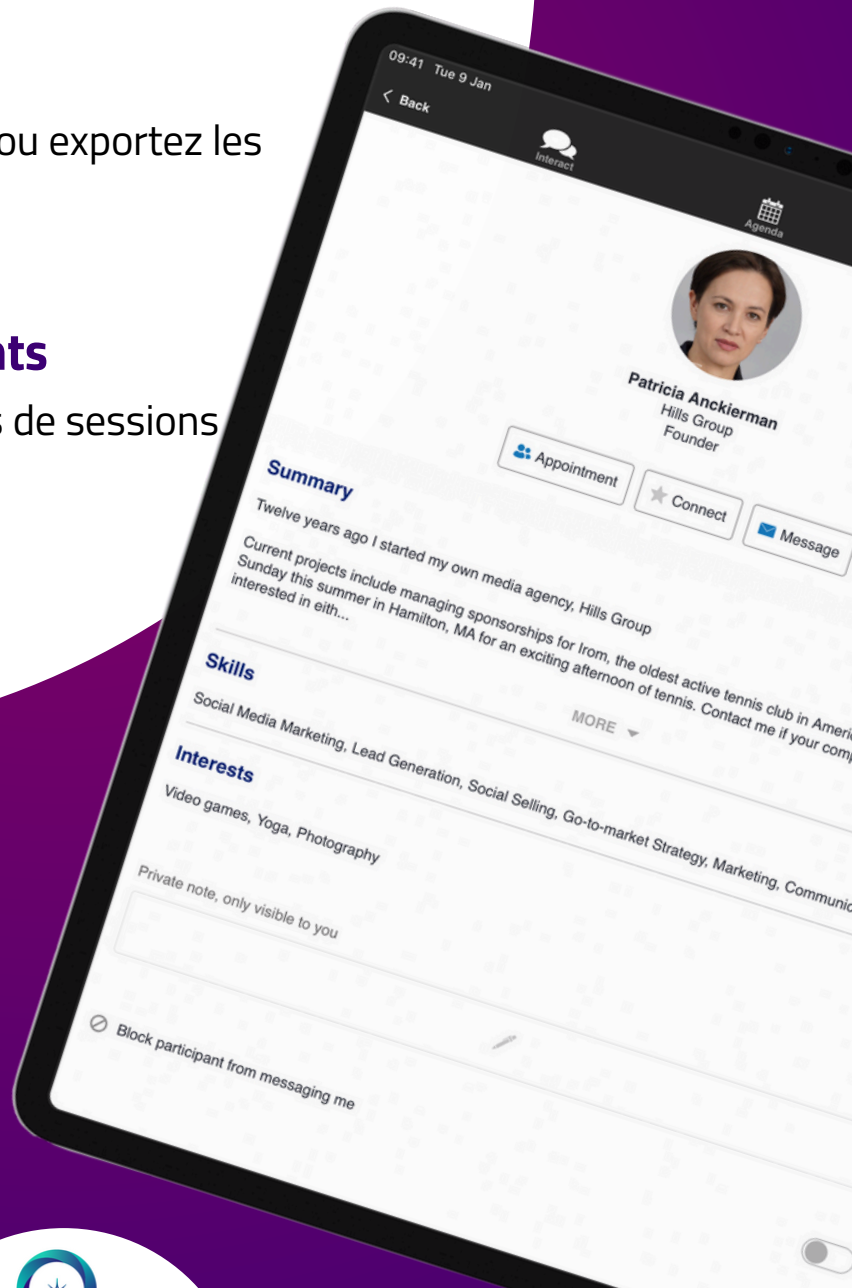 ou exportez les
nts
s de sessions
09:41 Tue 9 Jan
Back
Interact
Agenda
Patricia Anckierman
Hills Group
Founder
Appointment
Connect
Message
Summary
Twelve years ago I started my own media agency, Hills Group
Current projects include managing sponsorships for Irom, the oldest active tennis club in Ameri
Sunday this summer in Hamilton, MA for an exciting afternoon of tennis. Contact me if your comp
interested in eith...
MORE
Skills
Social Media Marketing, Lead Generation, Social Selling, Go-to-market Strategy, Marketing, Communic
Interests
Video games, Yoga, Photography
Private note, only visible to you
Block participant from messaging me